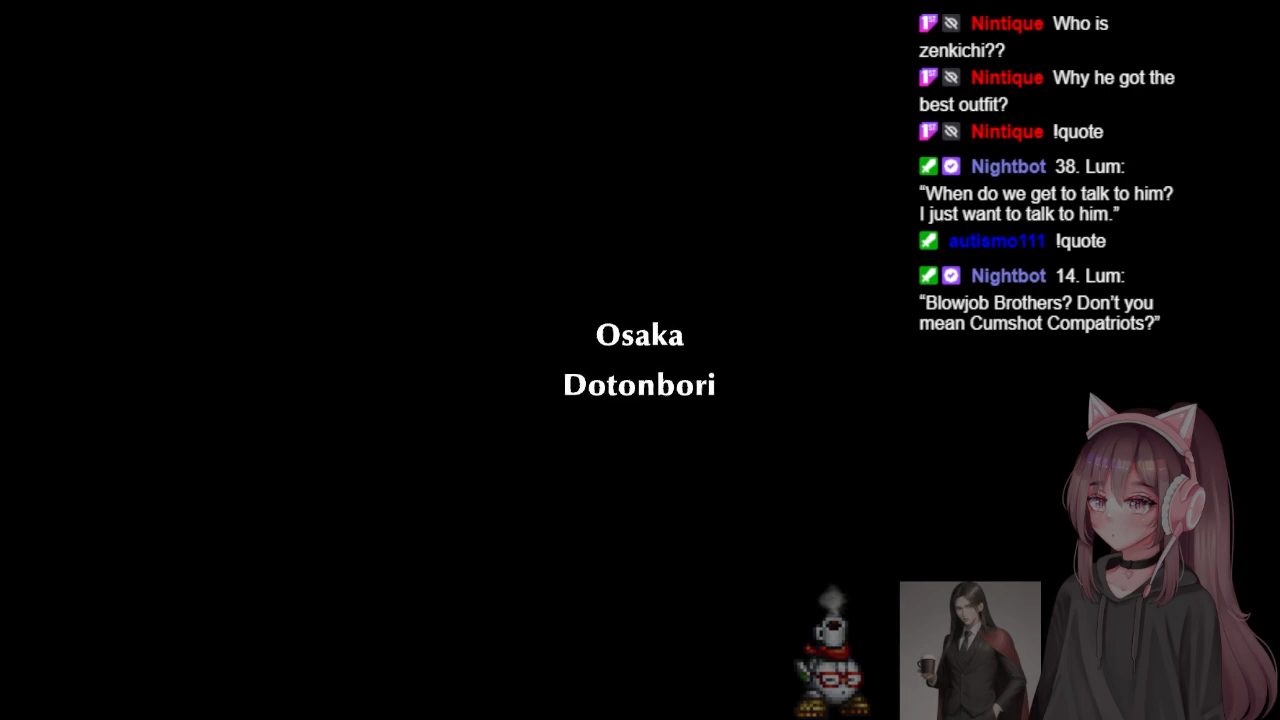 Nintique Who is
zenkichi??
Nintique Why he got the
best outfit?
Nintique !quote
Nightbot 38. Lum:
“When do we get to talk to him?
I just want to talk to him.”
autismo111 !quote
Nightbot 14. Lum:
“Blowjob Brothers? Don’t you
mean Cumshot Compatriots?”
Osaka
Dotonbori